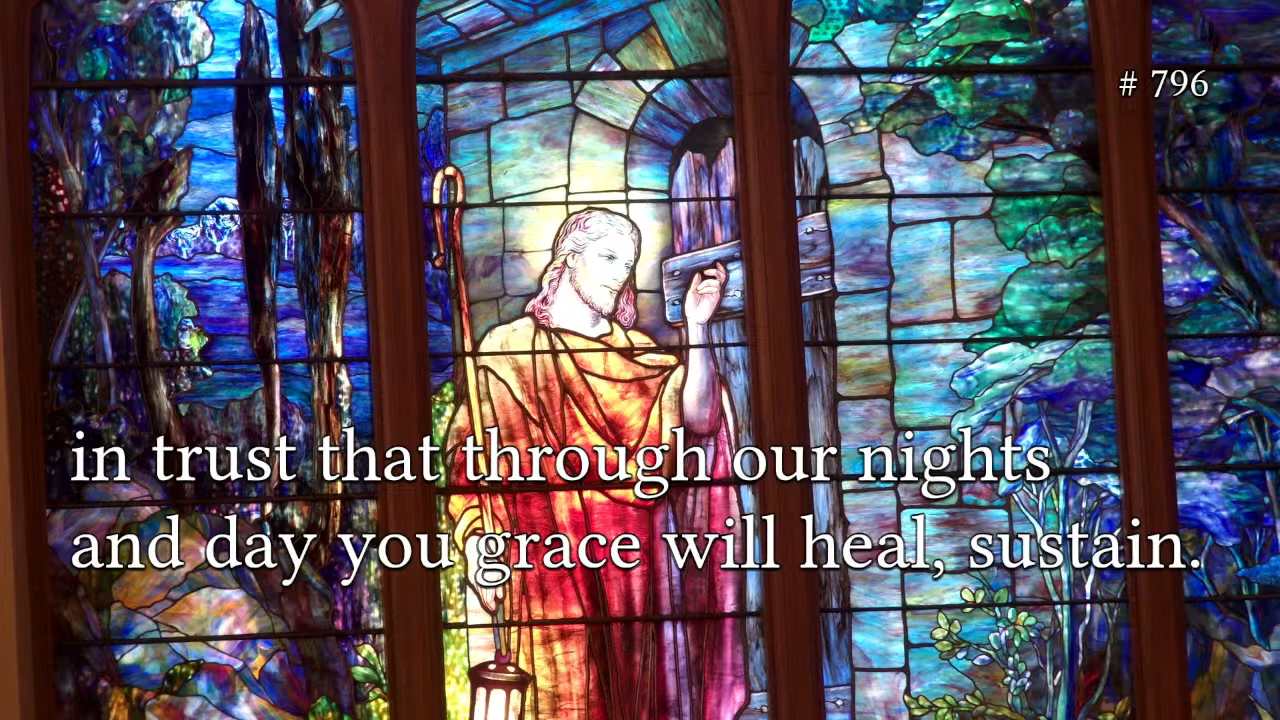 # 796
in trust that through our nights
and day you grace will heal, sustain.